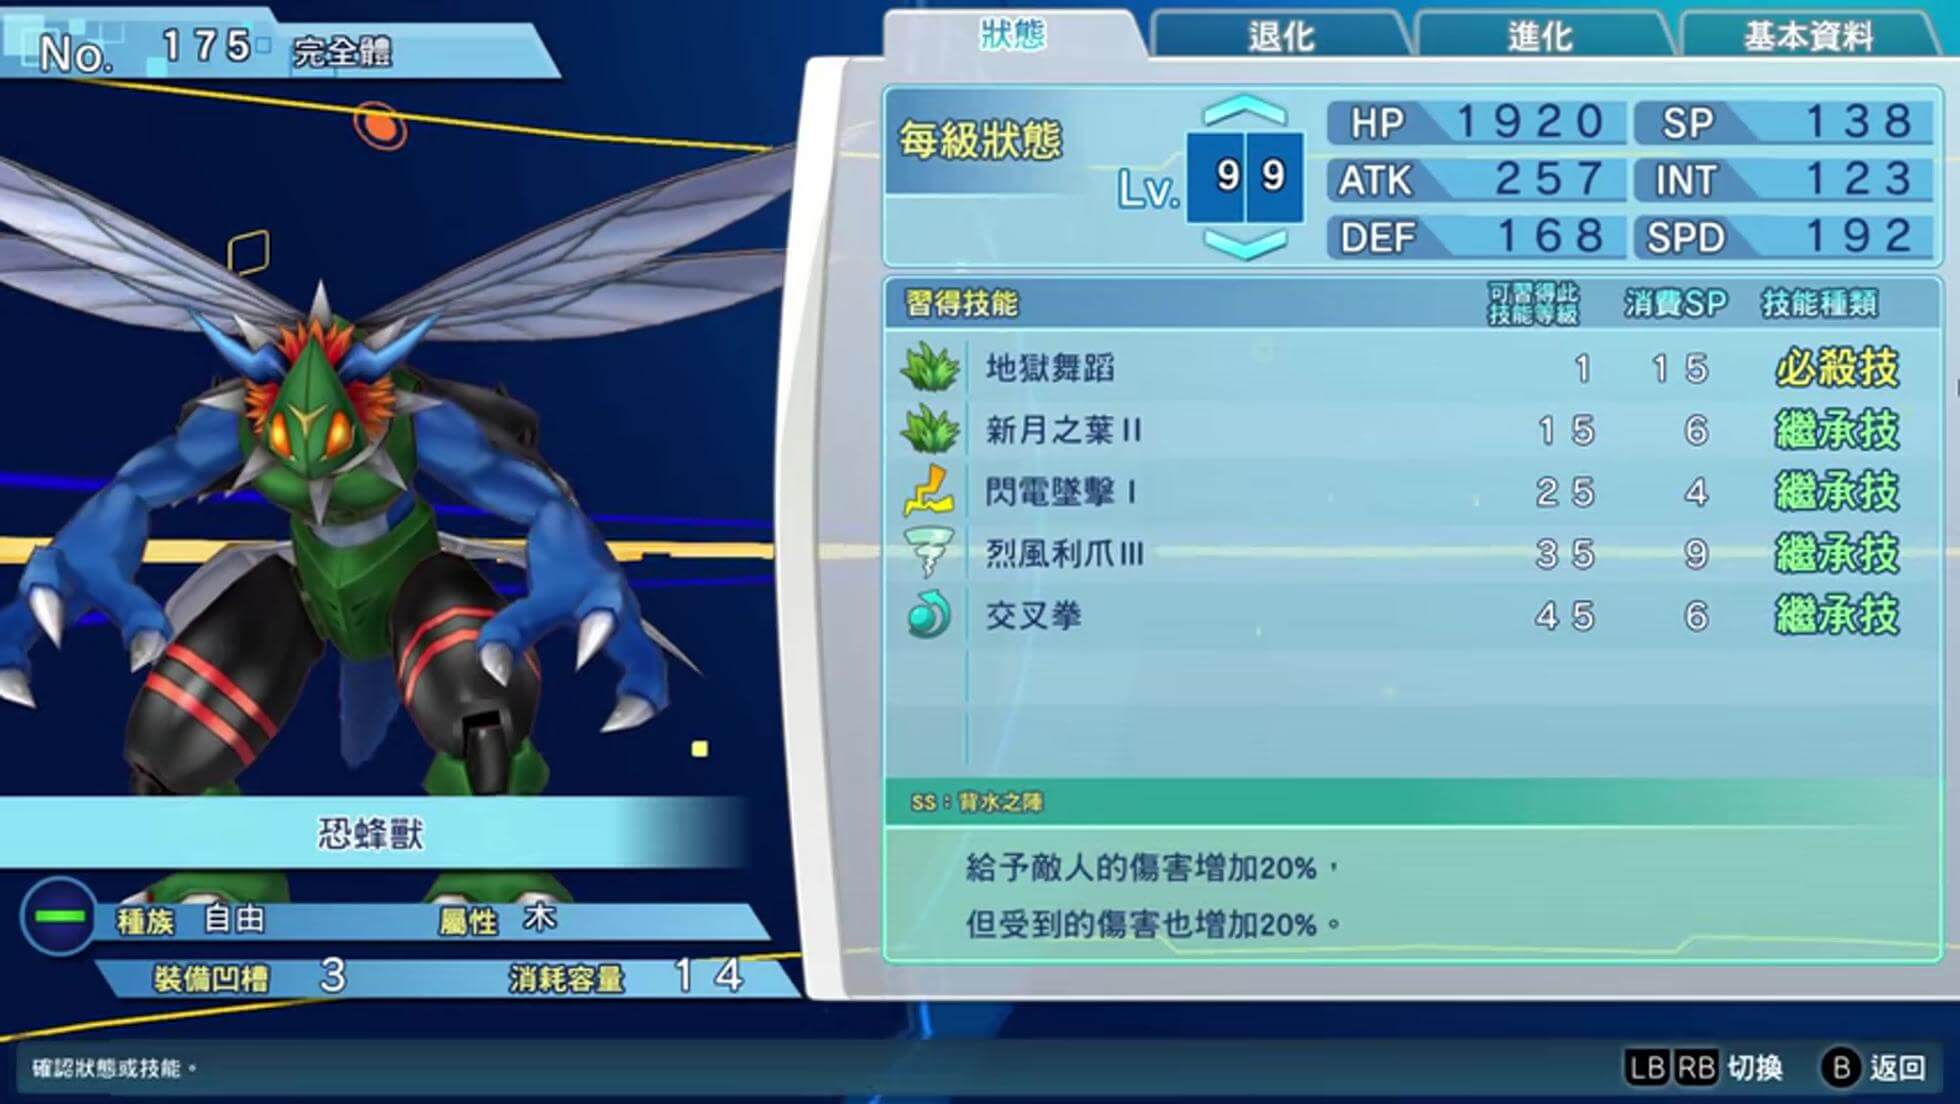 No. 175 完全體
狀態 退化 進化 基本資料
每級狀態
Lv. 99
HP 1920 SP 138
ATK 257 INT 123
DEF 168 SPD 192
習得技能 可習得此技能等級 消費SP 技能種類
地獄舞蹈 1 15 必殺技
新月之葉II 15 6 繼承技
閃電墜擊I 25 4 繼承技
烈風利爪III 35 9 繼承技
交叉拳 45 6 繼承技
SS:背水之陣
給予敵人的傷害增加20%,
但受到的傷害也增加20%。
恐蜂獸
種族 自由 屬性 木
裝備凹槽 3 消耗容量 14
確認狀態或技能。
LB RB 切換 B 返回